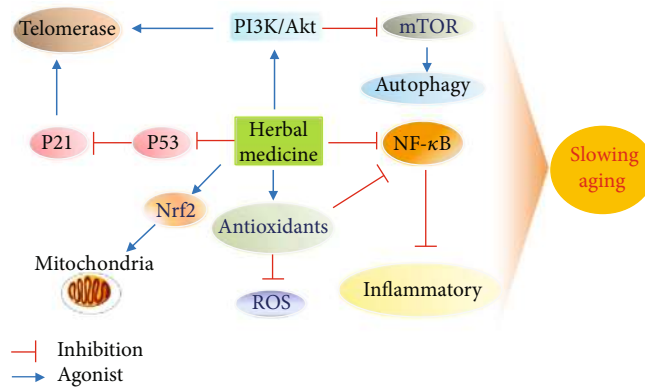 Telomerase
PI3K/Akt
mTOR
Autophagy
P21
P53
Herbal
medicine
NF-κB
Slowing
aging
Nrf2
Antioxidants
Mitochondria
ROS
Inflammatory
Inhibition
Agonist